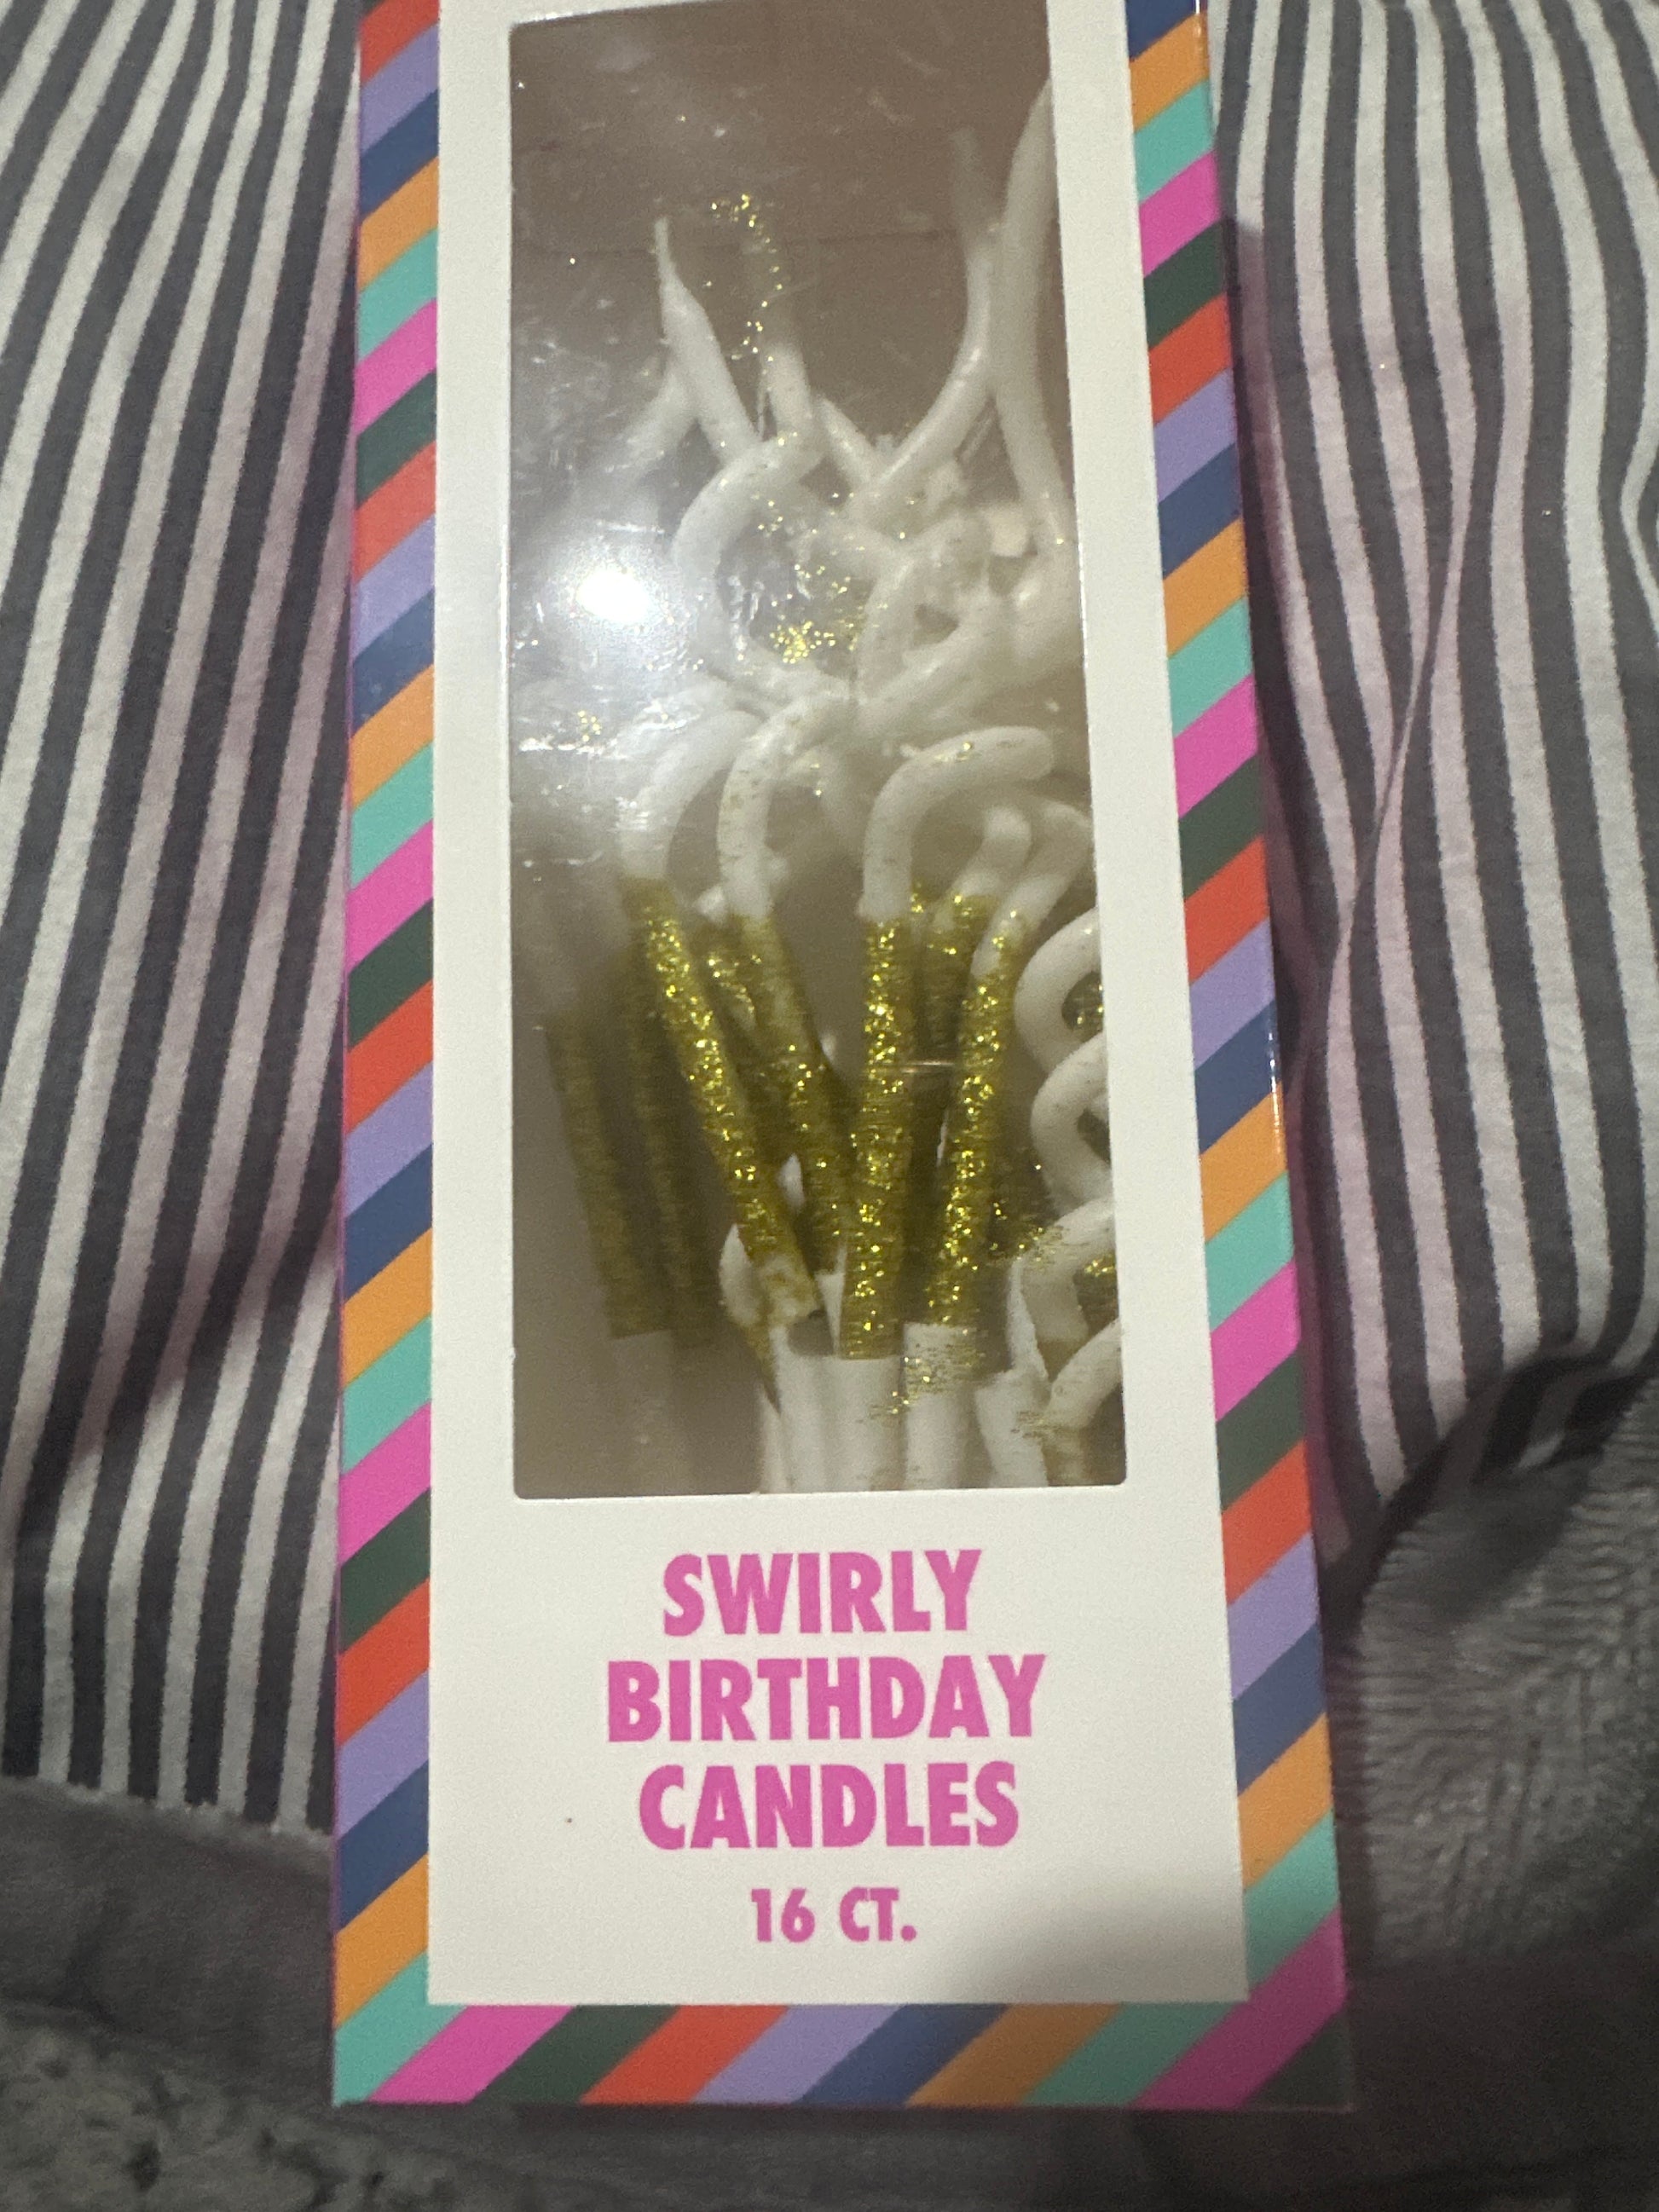 SWIRLY
BIRTHDAY
CANDLES
16 CT.